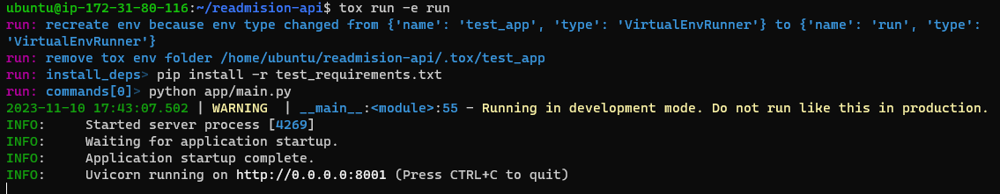 ubuntu@ip-172-31-80-116:~/readmision-api$ tox run -e run
run: recreate env because env type changed from {'name': 'test_app', 'type': 'VirtualEnvRunner'} to {'name': 'run', 'type':
'VirtualEnvRunner'}
run: remove tox env folder /home/ubuntu/readmision-api/.tox/test_app
run: install_deps> pip install -r test_requirements.txt
run: commands[0]> python app/main.py
2023-11-10 17:43:07.502 | WARNING  | __main__:<module>:55 - Running in development mode. Do not run like this in production.
INFO:     Started server process [4269]
INFO:     Waiting for application startup.
INFO:     Application startup complete.
INFO:     Uvicorn running on http://0.0.0.0:8001 (Press CTRL+C to quit)